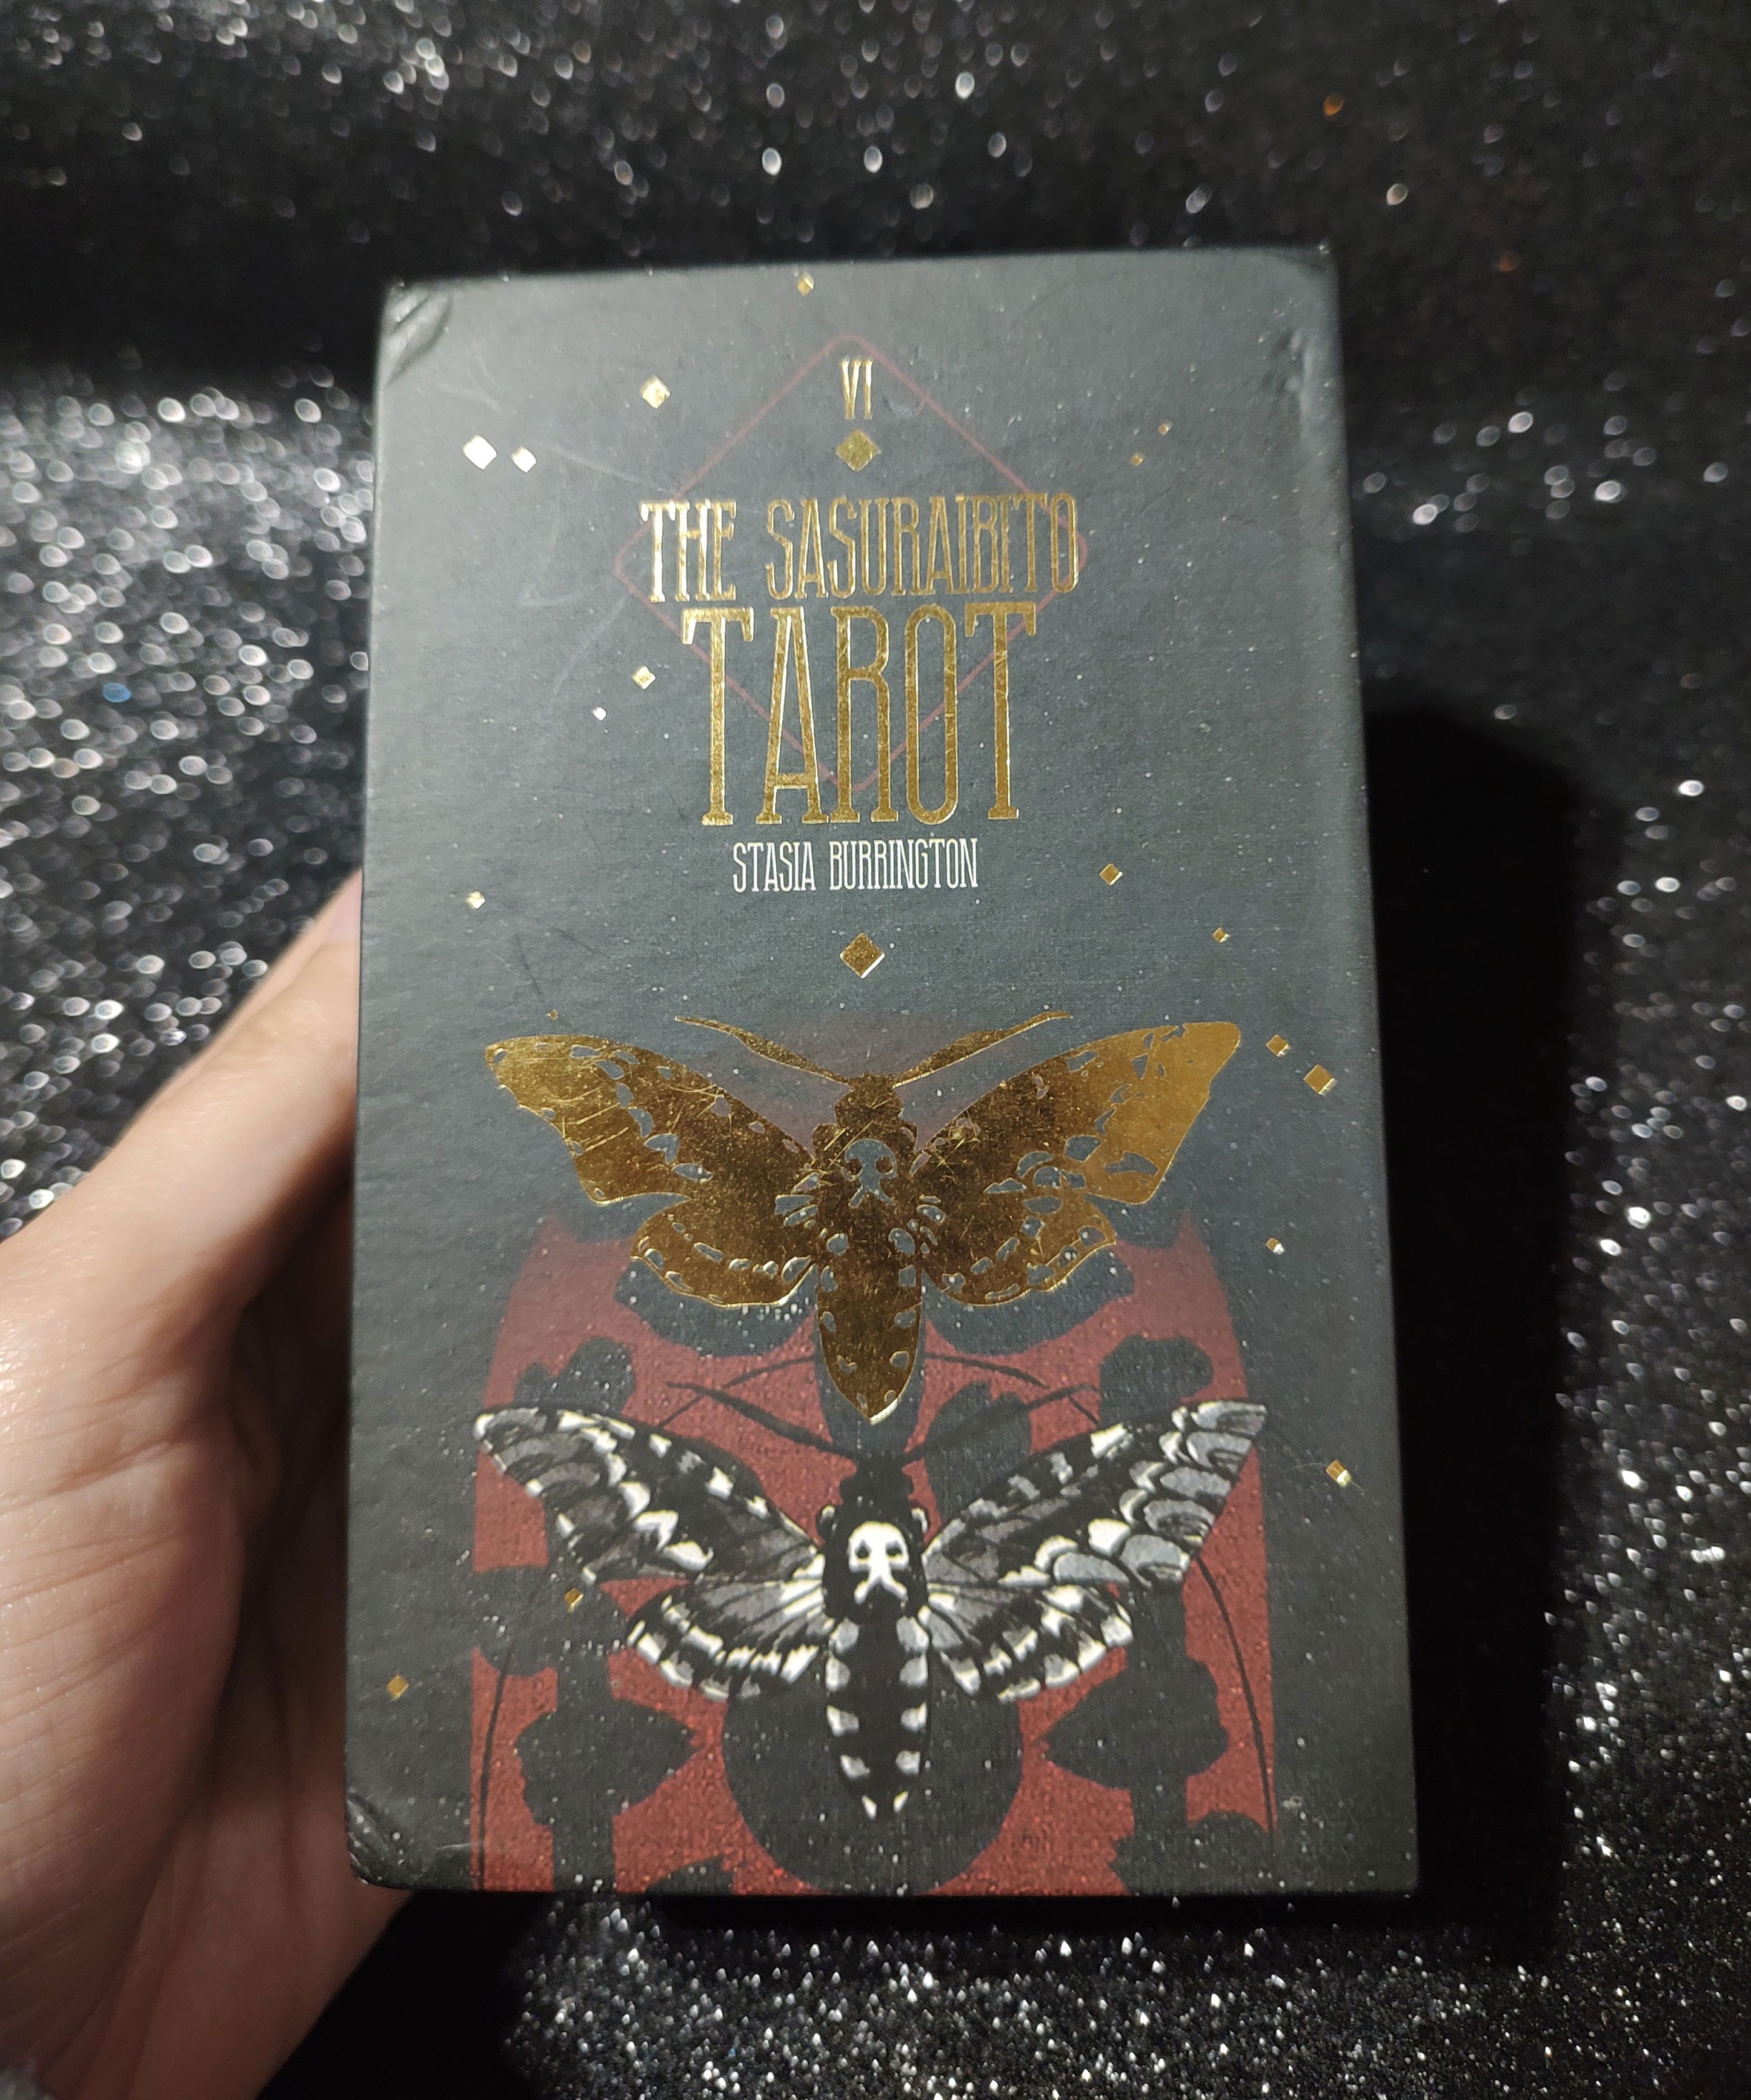 VI
THE SASURAIBITO
TAROT
STASIA BURRINGTON